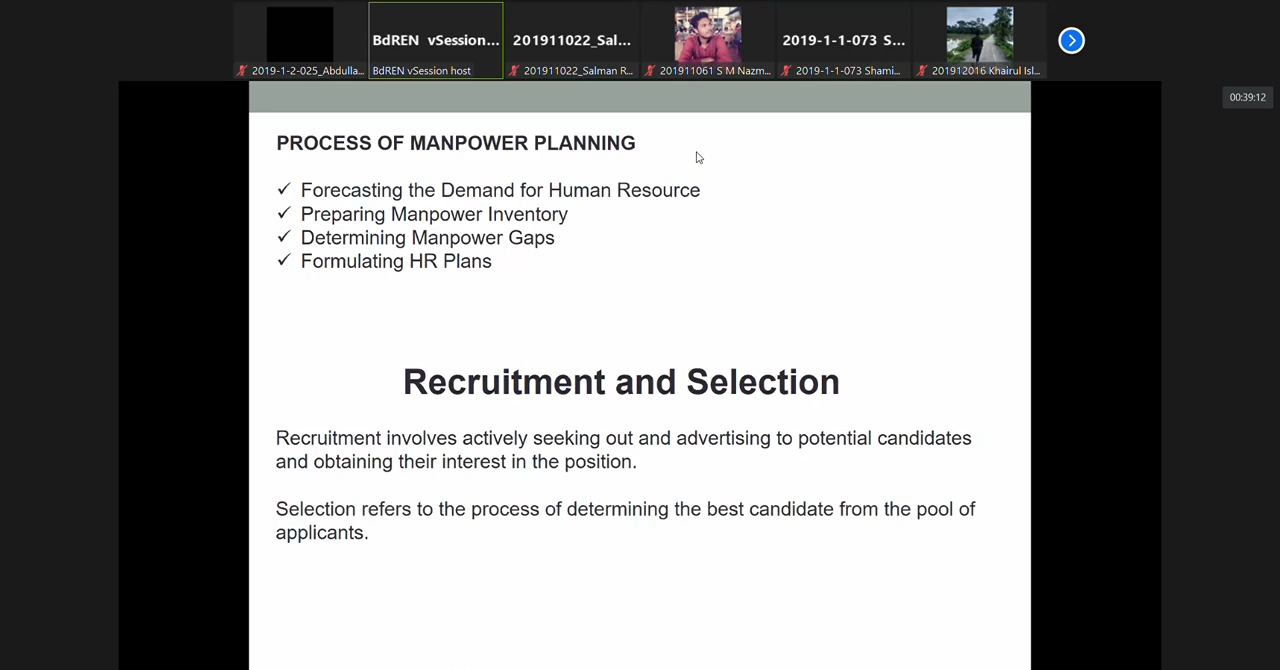 BdREN vSession...
201911022_Sal...
2019-1-1-073 S...
2019-1-2-025_Abdulla...
BdREN vSession host
201911022_Salman R...
201911061 S M Nazm...
2019-1-1-073 Shami...
201912016 Khairul Isl...
00:39:12
PROCESS OF MANPOWER PLANNING
✓ Forecasting the Demand for Human Resource
✓ Preparing Manpower Inventory
✓ Determining Manpower Gaps
✓ Formulating HR Plans
Recruitment and Selection
Recruitment involves actively seeking out and advertising to potential candidates
and obtaining their interest in the position.
Selection refers to the process of determining the best candidate from the pool of
applicants.